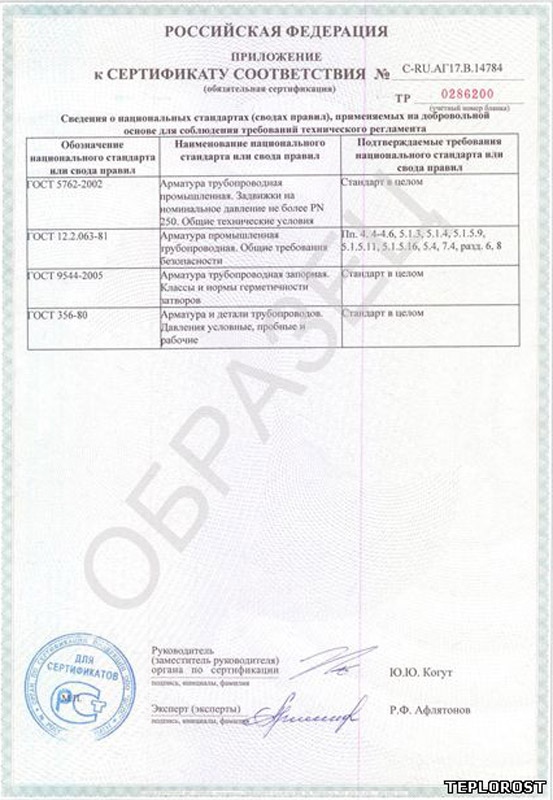 РОССИЙСКАЯ ФЕДЕРАЦИЯ
ПРИЛОЖЕНИЕ
к СЕРТИФИКАТУ СООТВЕТСТВИЯ № C-RU.АГ17.В.14784
(обязательная сертификация)
ТР 0286200
(учетный номер бланка)
Сведения о национальных стандартах (сводах правил), применяемых на добровольной
основе для соблюдения требований технического регламента
Обозначение национального стандарта или свода правил
Наименование национального стандарта или свода правил
Подтверждаемые требования национального стандарта или свода правил
ГОСТ 5762-2002
Арматура трубопроводная
промышленная. Задвижки на
номинальное давление не более PN
250. Общие технические условия
Стандарт в целом
ГОСТ 12.2.063-81
Арматура промышленная
трубопроводная. Общие требования
безопасности
Пп. 4. 4-4.6, 5.1.3, 5.1.4, 5.1.5.9,
5.1.5.11, 5.1.5.16, 5.4, 7.4, разд. 6, 8
ГОСТ 9544-2005
Арматура трубопроводная запорная.
Классы и нормы герметичности
затворов
Стандарт в целом
ГОСТ 356-80
Арматура и детали трубопроводов.
Давления условные, пробные и
рабочие
Стандарт в целом
ОБРАЗЕЦ
Руководитель
(заместитель руководителя)
органа по сертификации
подпись, инициалы, фамилия
Ю.Ю. Когут
Эксперт (эксперты)
подпись, инициалы, фамилия
Р.Ф. Афлятонов
ДЛЯ
СЕРТИФИКАТОВ
М.П.
TEPLOROST